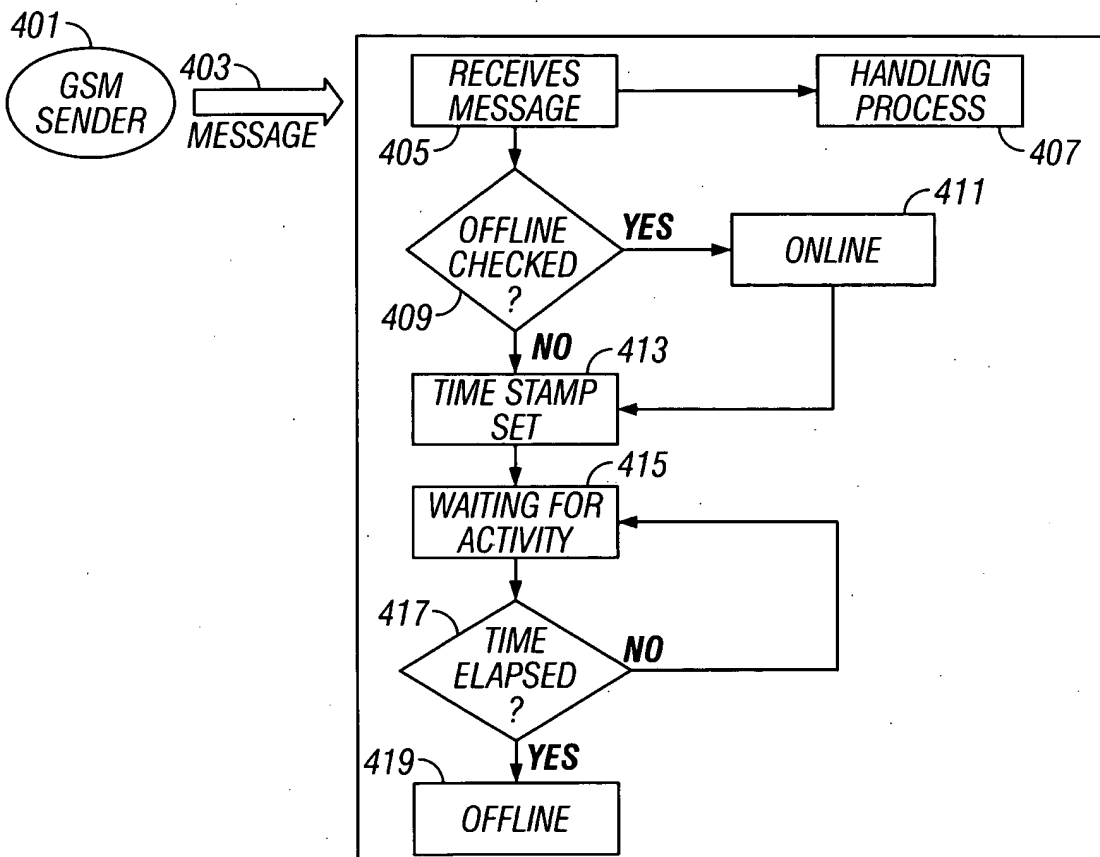 401
GSM
SENDER
403
MESSAGE
RECEIVES
MESSAGE
405
HANDLING
PROCESS
407
OFFLINE
CHECKED
?
409
YES
411
ONLINE
NO
413
TIME STAMP
SET
415
WAITING FOR
ACTIVITY
417
TIME
ELAPSED
?
NO
YES
419
OFFLINE